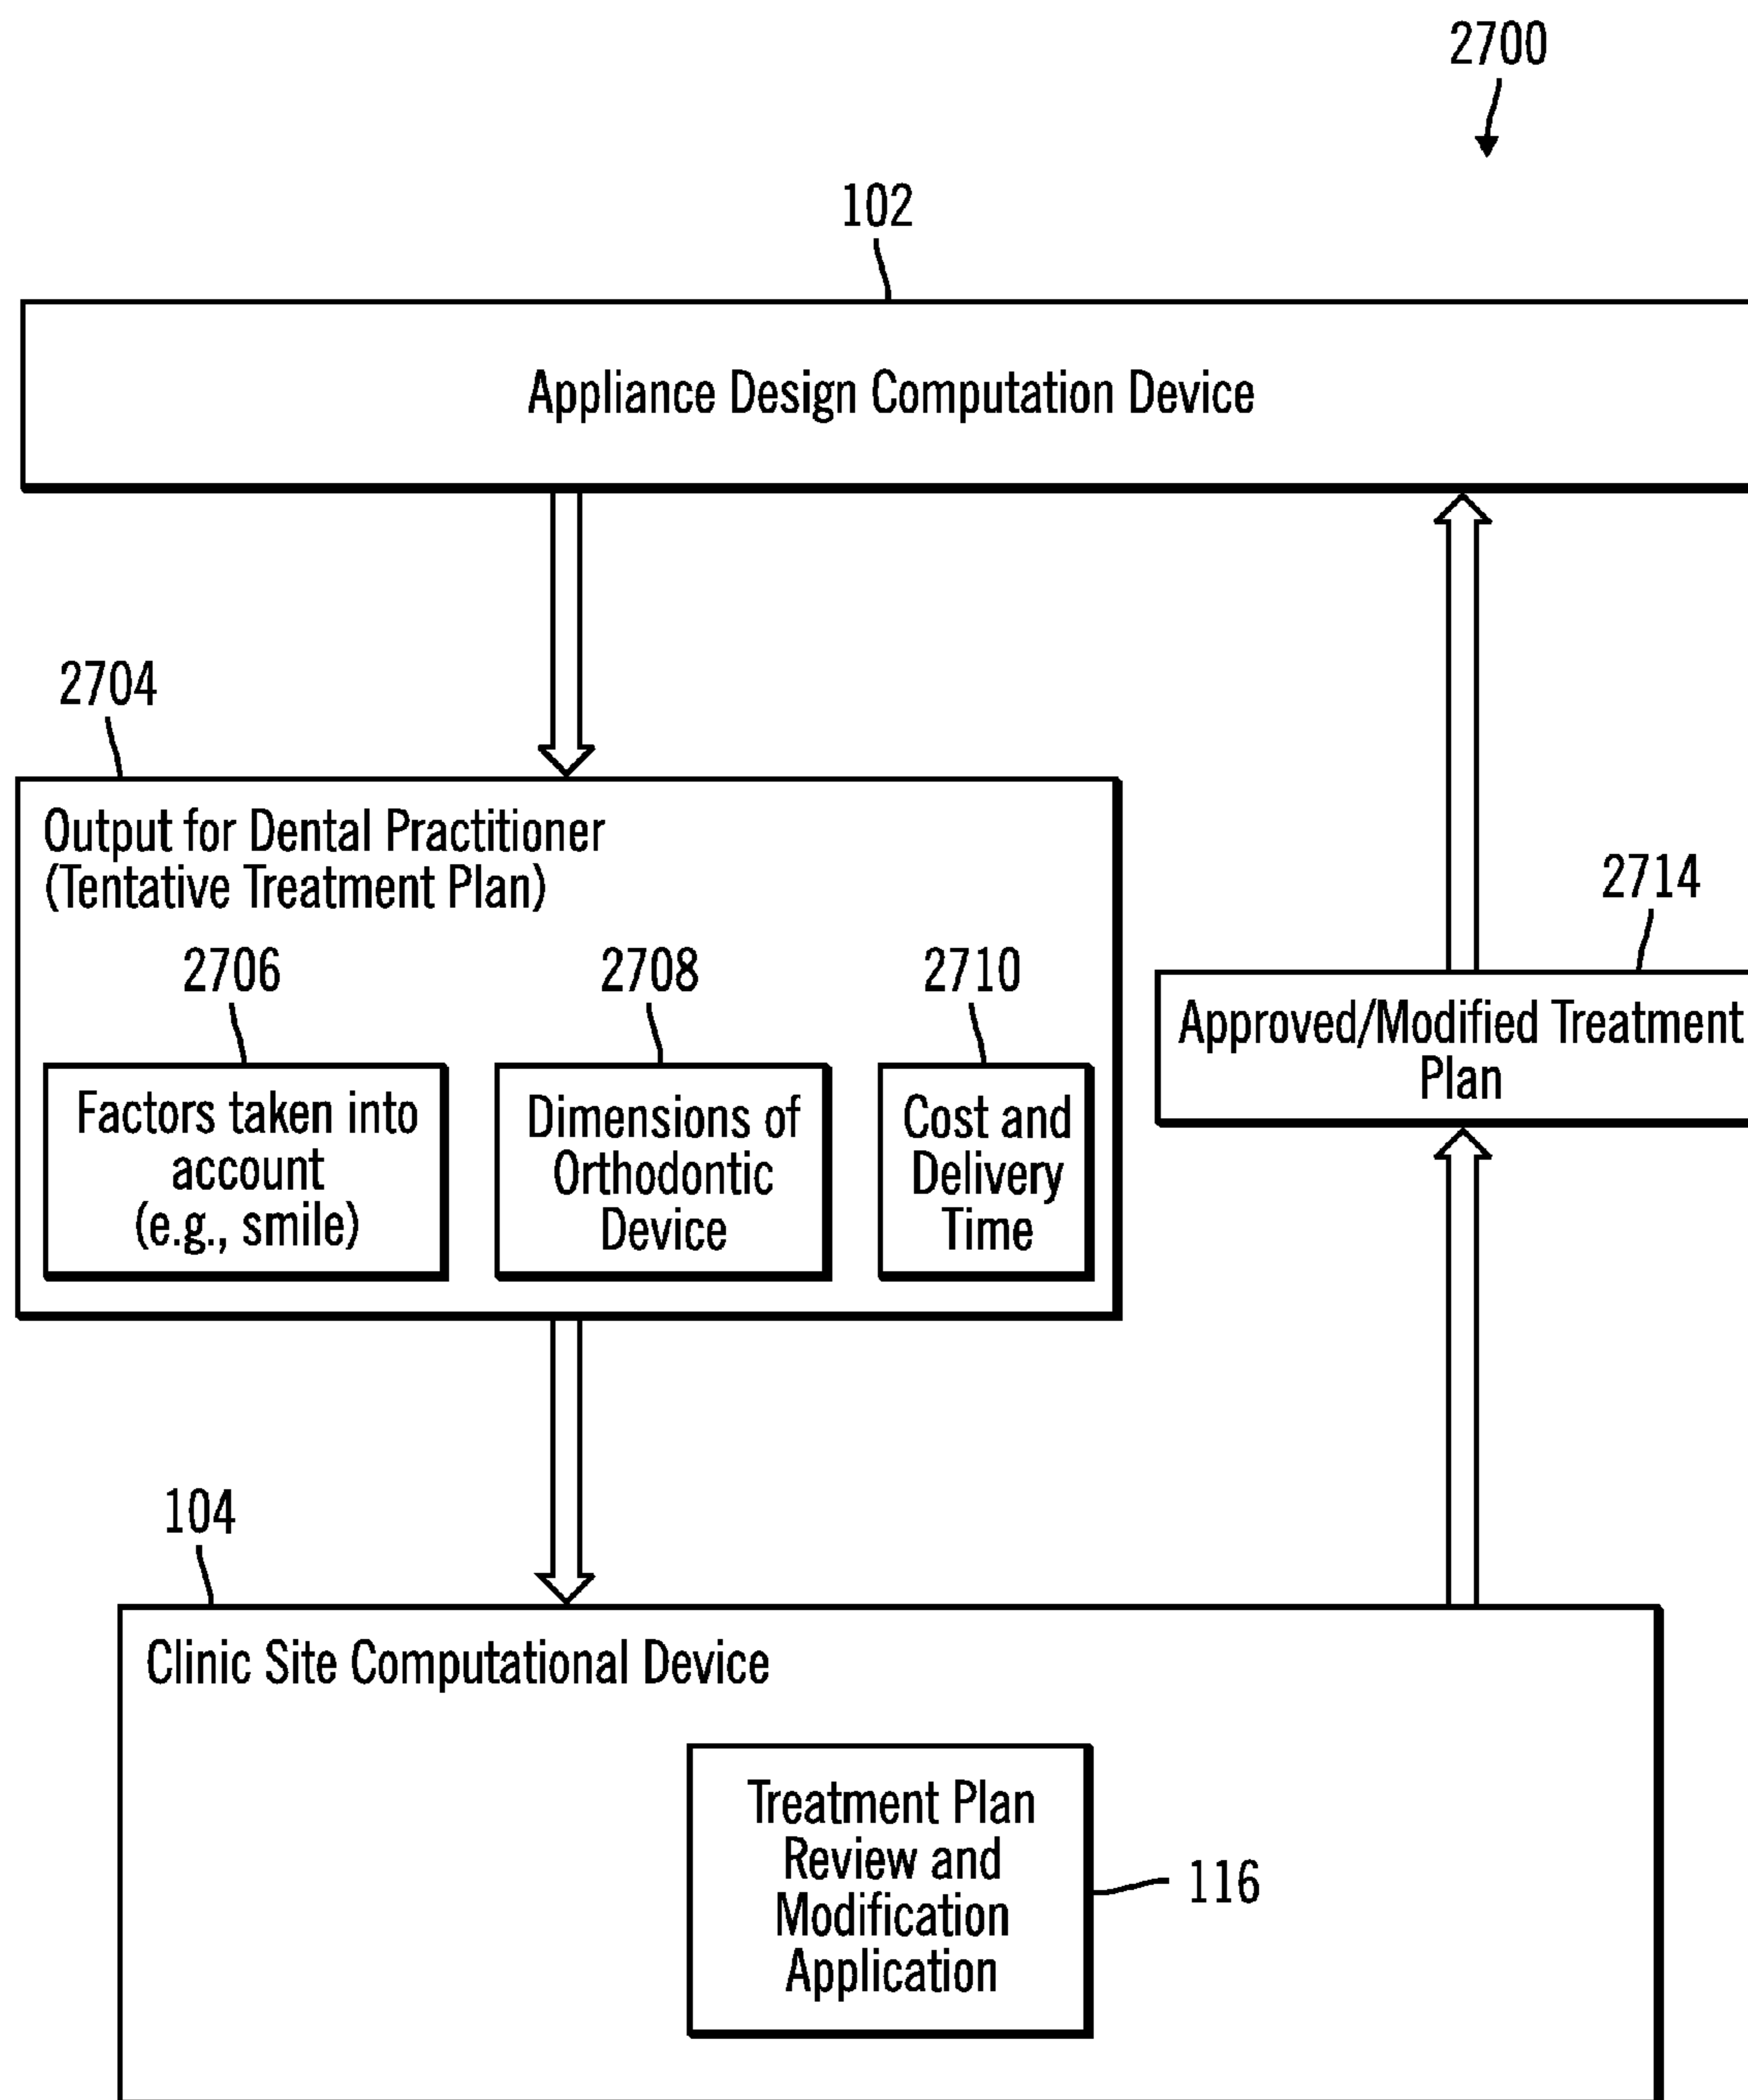 2700
102
Appliance Design Computation Device
2704
Output for Dental Practitioner
(Tentative Treatment Plan)
2706
2708
2710
Factors taken into
account
(e.g., smile)
Dimensions of
Orthodontic
Device
Cost and
Delivery
Time
2714
Approved/Modified Treatment
Plan
104
Clinic Site Computational Device
Treatment Plan
Review and
Modification
Application
116